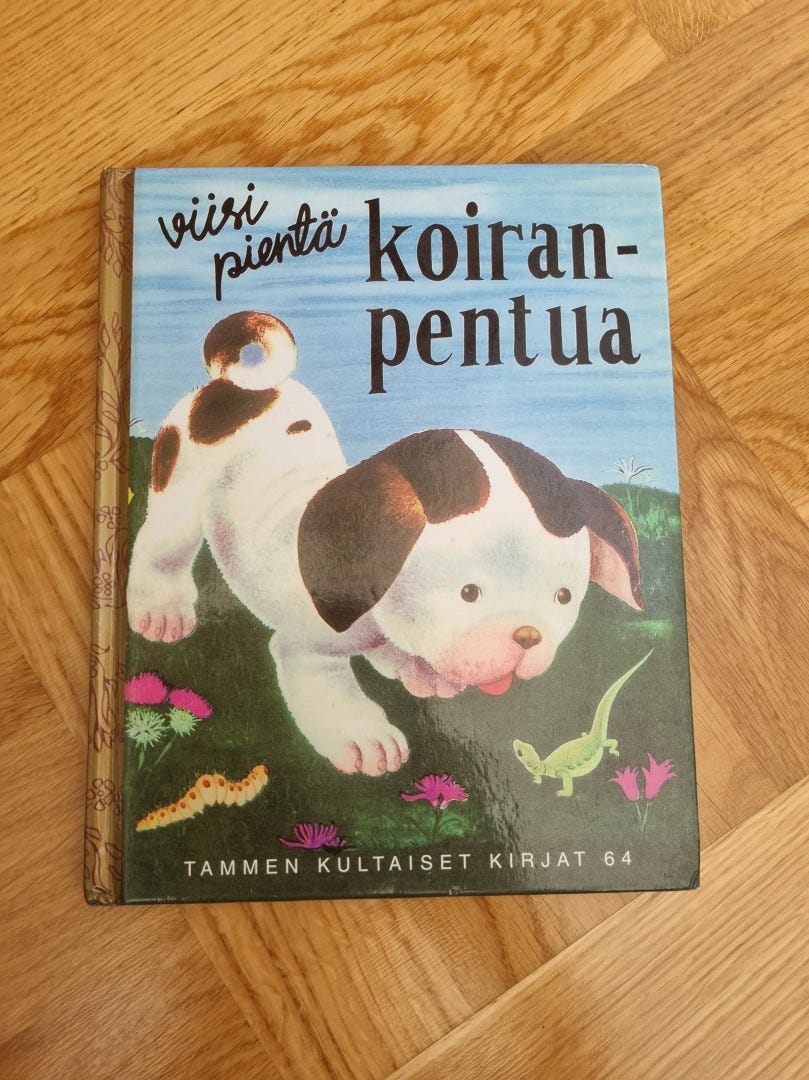 viisi
pientä
koiran-
pentua
TAMMEN KULTAISET KIRJAT 64